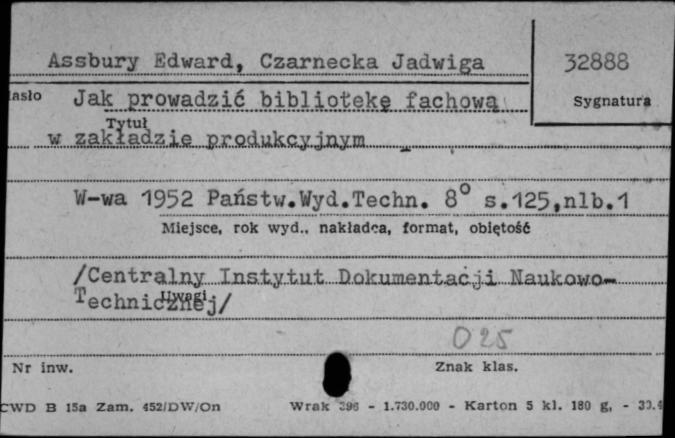 Assbury Edward, Czarnecka Jadwiga
32888
asło Jak prowadzić bibliotekę fachową
Sygnatura
Tytuł
w zakładzie produkcyjnym
W-wa 1952 Państw.Wyd.Techn. 8° s.125,nlb.1
Miejsce, rok wyd., nakładca, format, objętość
/Centralny Instytut Dokumentacji Naukowo-
Technicznej/
Uwagi
025
Nr inw.
Znak klas.
CWD B 15a Zam. 452/DW/On
Wrak 396 - 1.730.000 - Karton 5 kl. 180 g, -